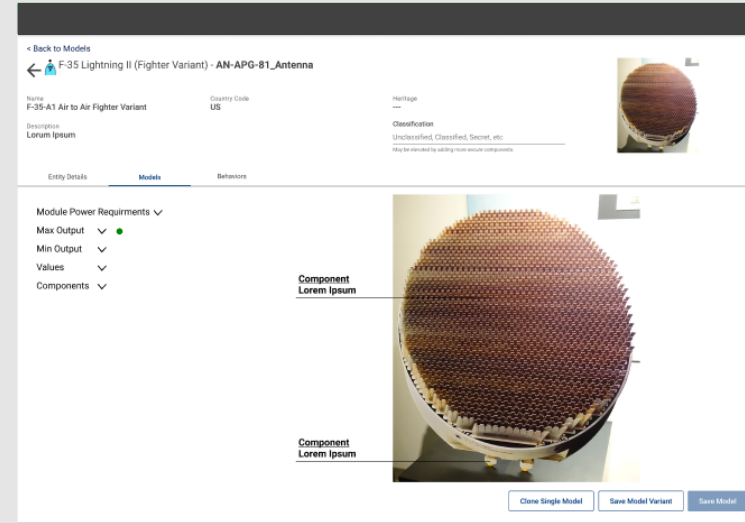 < Back to Models
F-35 Lightning II (Fighter Variant) - AN-APG-81_Antenna
Name
F-35-A1 Air to Air Fighter Variant
Country Code
US
Heritage
---
Description
Lorum Ipsum
Classification
Unclassified, Classified, Secret, etc
May be elevated by adding more secure components
Entity Details
Models
Behaviors
Module Power Requirments
Max Output
Min Output
Values
Components
Component
Lorem Ipsum
Component
Lorem Ipsum
Clone Single Model
Save Model Variant
Save Model